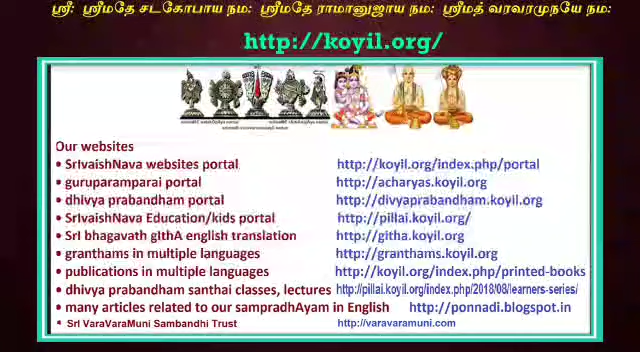 ஸ்ரீ: ஸ்ரீமதே சடகோபாய நம: ஸ்ரீமதே ராமானுஜாய நம: ஸ்ரீமத் வரவரமுநயே நம:
http://koyil.org/
Our websites
• SrIvaishNava websites portal http://koyil.org/index.php/portal
• guruparamparai portal http://acharyas.koyil.org
• dhivya prabandham portal http://divyaprabandham.koyil.org
• SrIvaishNava Education/kids portal http://pillai.koyil.org/
• SrI bhagavath gIthA english translation http://githa.koyil.org
• granthams in multiple languages http://granthams.koyil.org
• publications in multiple languages http://koyil.org/index.php/printed-books
• dhivya prabandham santhai classes, lectures http://pillai.koyil.org/index.php/2018/08/learners-series/
• many articles related to our sampradhAyam in English http://ponnadi.blogspot.in
• Sri VaraVaraMuni Sambandhi Trust http://varavaramuni.com